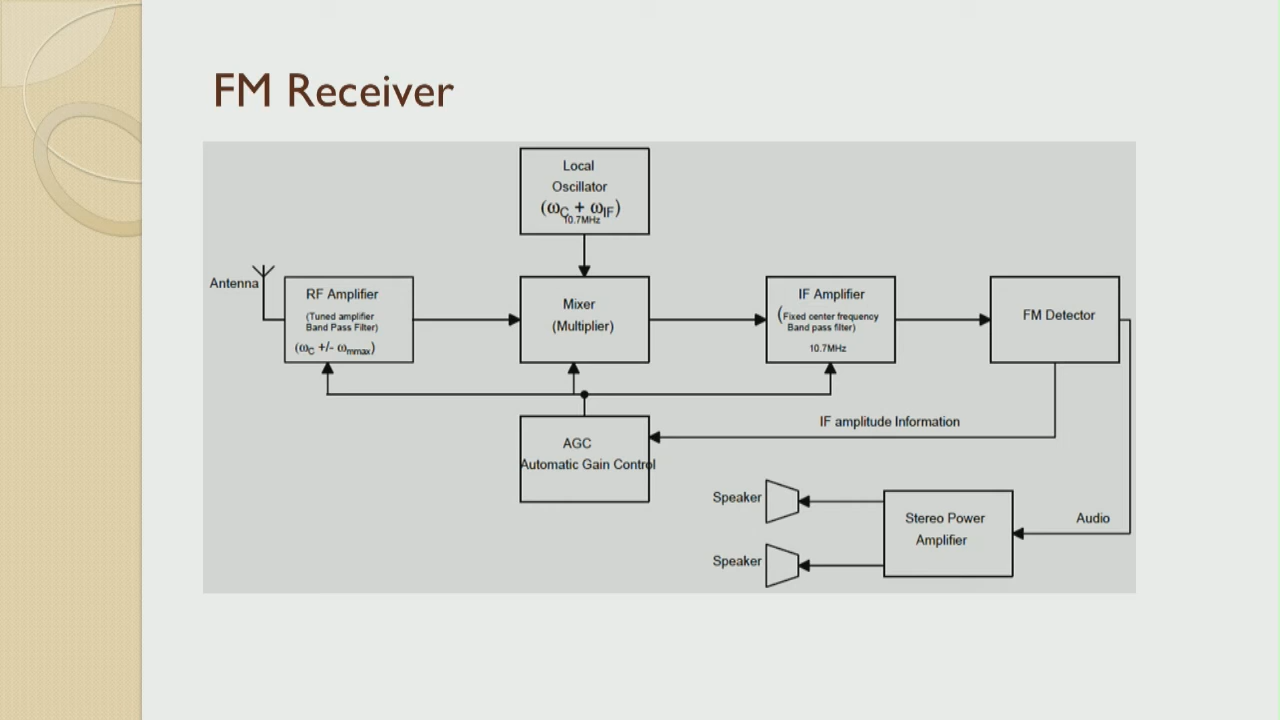 FM Receiver
Local
Oscillator
(ωC + ωIF)
10.7MHz
Antenna
RF Amplifier
(Tuned amplifier
Band Pass Filter)
(ωC +/- ωmmax)
Mixer
(Multiplier)
IF Amplifier
(Fixed center frequency
Band pass filter)
10.7MHz
FM Detector
IF amplitude Information
AGC
Automatic Gain Control
Speaker
Stereo Power
Amplifier
Audio
Speaker